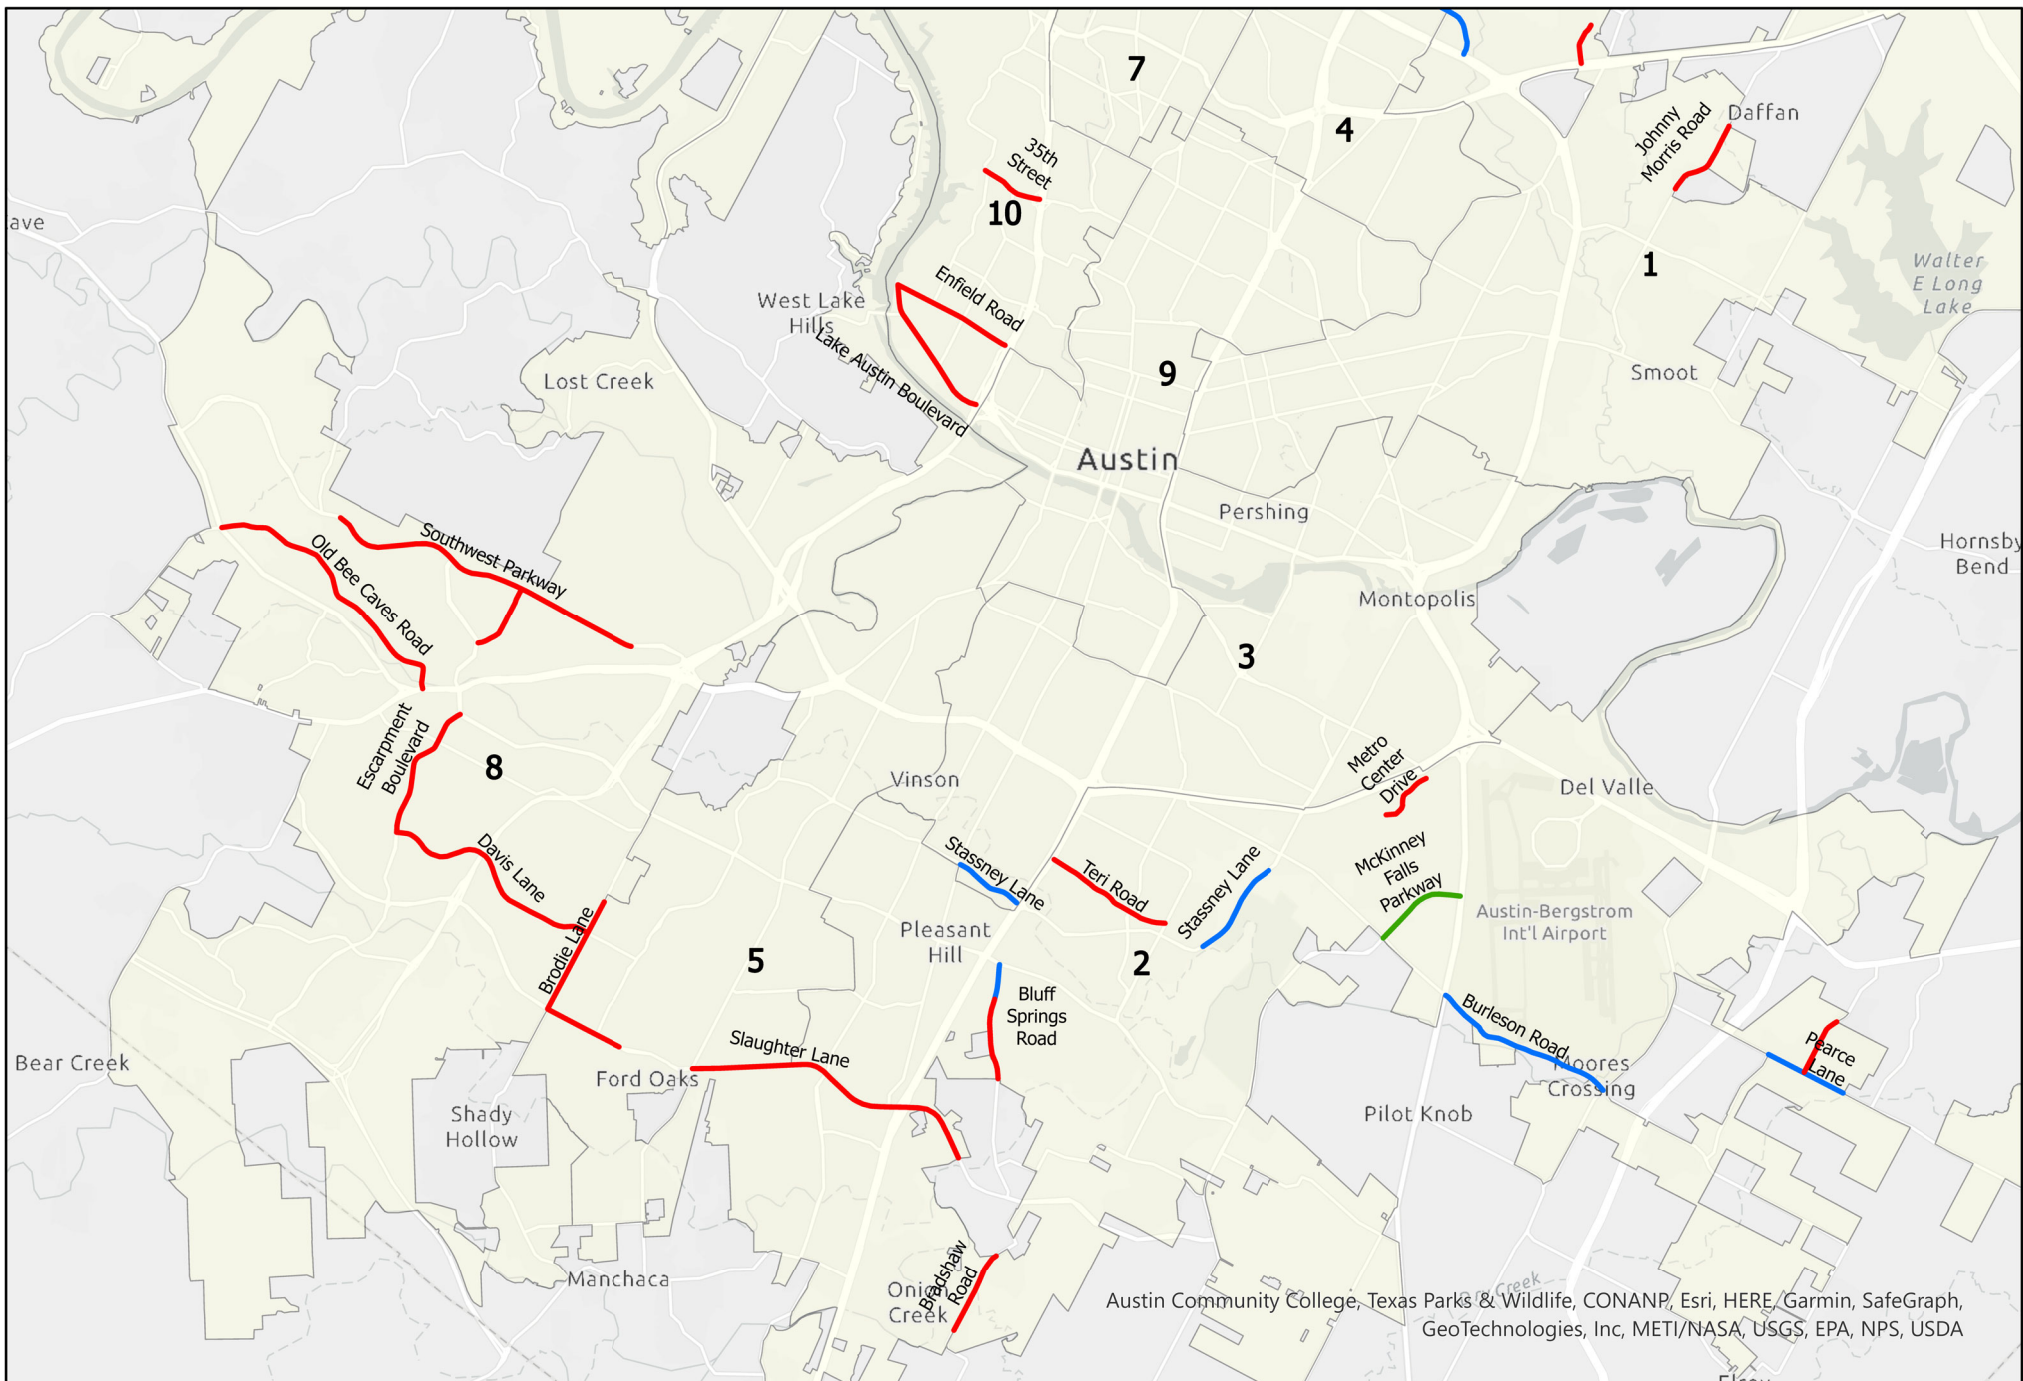 7
4
Daffan
Johnny
Morris Road
35th
Street
10
ave
1
Walter
E Long
Lake
Enfield Road
West Lake
Hills
Lake Austin Boulevard
Lost Creek
9
Smoot
Austin
Pershing
Hornsby
Bend
Southwest Parkway
Old Bee Caves Road
Montopolis
3
Escarpment
Boulevard
8
Vinson
Metro
Center
Drive
Del Valle
Davis Lane
Stassney Lane
Teri Road
Stassney Lane
McKinney
Falls
Parkway
Austin-Bergstrom
Int'l Airport
Brodie Lane
Pleasant
Hill
5
2
Bluff
Springs
Road
Burleson Road
Moores
Crossing
Pearce
Lane
Slaughter Lane
Bear Creek
Ford Oaks
Shady
Hollow
Pilot Knob
Manchaca
Bradshaw
Road
Onion
Creek
Dry Creek
Austin Community College, Texas Parks & Wildlife, CONANP, Esri, HERE, Garmin, SafeGraph,
GeoTechnologies, Inc, METI/NASA, USGS, EPA, NPS, USDA